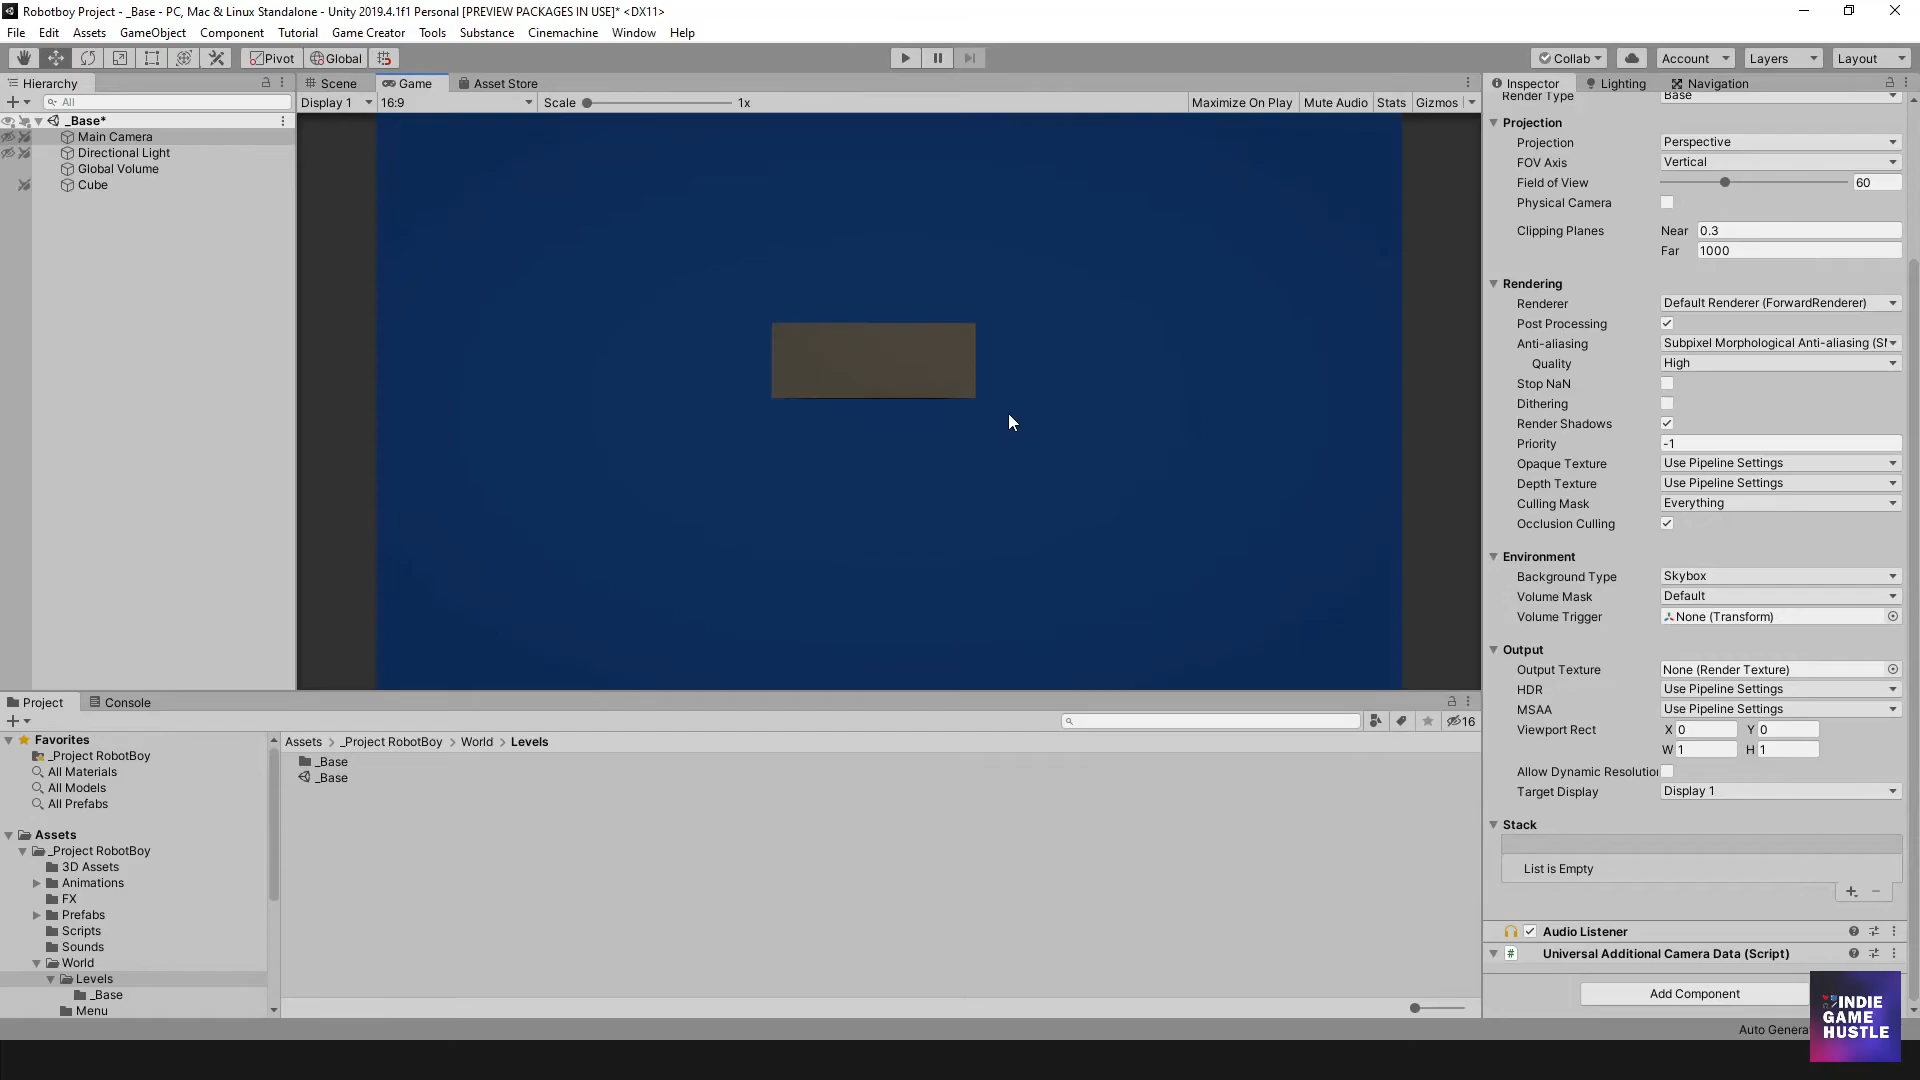 Robotboy Project - _Base - PC, Mac & Linux Standalone - Unity 2019.4.1f1 Personal [PREVIEW PACKAGES IN USE]* <DX11>
File Edit Assets GameObject Component Tutorial Game Creator Tools Substance Cinemachine Window Help
Pivot Global Collab Account Layers Layout
Hierarchy
All
_Base*
Main Camera
Directional Light
Global Volume
Cube
Scene Game Asset Store
Display 1 16:9 Scale 1x Maximize On Play Mute Audio Stats Gizmos
Inspector Lighting Navigation
Render Type Base
Projection
Projection Perspective
FOV Axis Vertical
Field of View 60
Physical Camera
Clipping Planes Near 0.3
Far 1000
Rendering
Renderer Default Renderer (ForwardRenderer)
Post Processing
Anti-aliasing Subpixel Morphological Anti-aliasing (SM
Quality High
Stop NaN
Dithering
Render Shadows
Priority -1
Opaque Texture Use Pipeline Settings
Depth Texture Use Pipeline Settings
Culling Mask Everything
Occlusion Culling
Environment
Background Type Skybox
Volume Mask Default
Volume Trigger None (Transform)
Output
Output Texture None (Render Texture)
HDR Use Pipeline Settings
MSAA Use Pipeline Settings
Viewport Rect X 0 Y 0
W 1 H 1
Allow Dynamic Resolution
Target Display Display 1
Stack
List is Empty
Audio Listener
Universal Additional Camera Data (Script)
Add Component
Project Console
16
Favorites
_Project RobotBoy
All Materials
All Models
All Prefabs
Assets
_Project RobotBoy
3D Assets
Animations
FX
Prefabs
Scripts
Sounds
World
Levels
_Base
Menu
Assets > _Project RobotBoy > World > Levels
_Base
_Base
Auto Genera
INDIE
GAME
HUSTLE